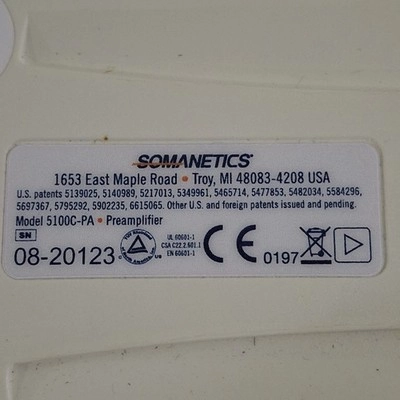 SOMANETICS
1653 East Maple Road • Troy, MI 48083-4208 USA
U.S. patents 5139025, 5140989, 5217013, 5349961, 5465714, 5477853, 5482034, 5584296,
5697367, 5795292, 5902235, 6615065. Other U.S. and foreign patents issued and pending.
Model 5100C-PA • Preamplifier
SN
08-20123
C US
UL 60601-1
CSA C22.2.601.1
EN 60601-1
CE 0197